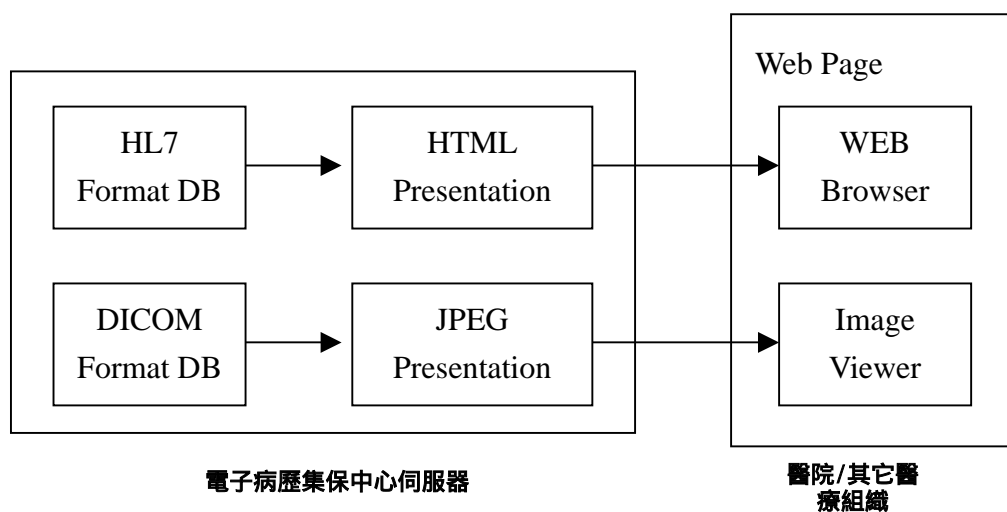 Web Page
HL7
Format DB
HTML
Presentation
WEB
Browser
DICOM
Format DB
JPEG
Presentation
Image
Viewer
電子病歷集保中心伺服器
醫院/其它醫
療組織